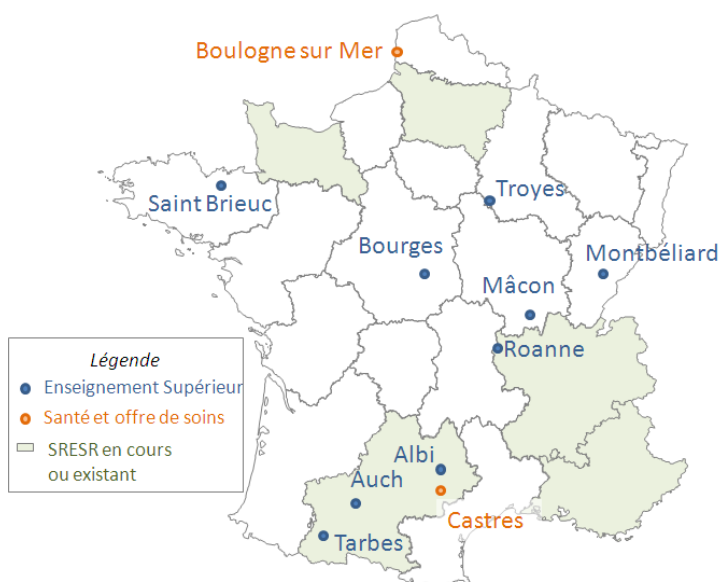 Boulogne sur Mer
Troyes
Saint Brieuc
Bourges
Montbéliard
Mâcon
Roanne
Légende
Enseignement Supérieur
Santé et offre de soins
SRESR en cours
ou existant
Albi
Auch
Castres
Tarbes